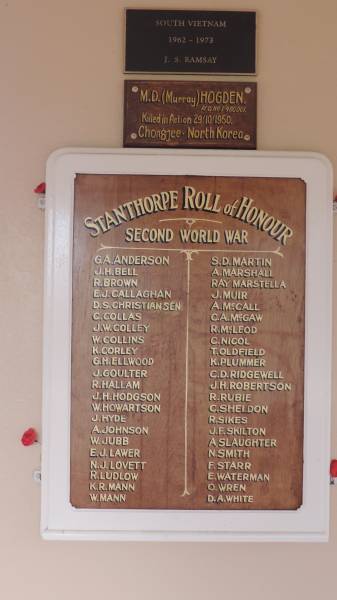 SOUTH VIETNAM
1962 - 1973
J. S. RAMSAY
M.D. (Murray) HOGDEN.
Killed in Action 29/10/1950.
Chongjee - North Korea
STANTHORPE ROLL of HONOUR
SECOND WORLD WAR
G.A. ANDERSON
J.H. BELL
R. BROWN
E.J. CALLAGHAN
D.S. CHRISTIANSEN
C. COLLAS
J.W. COLLEY
W. COLLINS
K. CORLEY
G.H. ELLWOOD
J. GOULTER
R. HALLAM
J.H. HODGSON
W. HOWARTSON
J. HYDE
A. JOHNSON
W. JUBB
E.J. LAWER
N.J. LOVETT
R. LUDLOW
K.R. MANN
W. MANN
S.D. MARTIN
A. MARSHALL
RAY MARSTELLA
J. MUIR
A. McCALL
C.A. McGAW
R. McLEOD
C. NICOL
T. OLDFIELD
K. PLUMMER
C.D. RIDGEWELL
J.H. ROBERTSON
R. RUBIE
C. SHELDON
R. SIKES
J.F. SKILTON
A. SLAUGHTER
N. SMITH
F. STARR
E. WATERMAN
O. WREN
D.A. WHITE